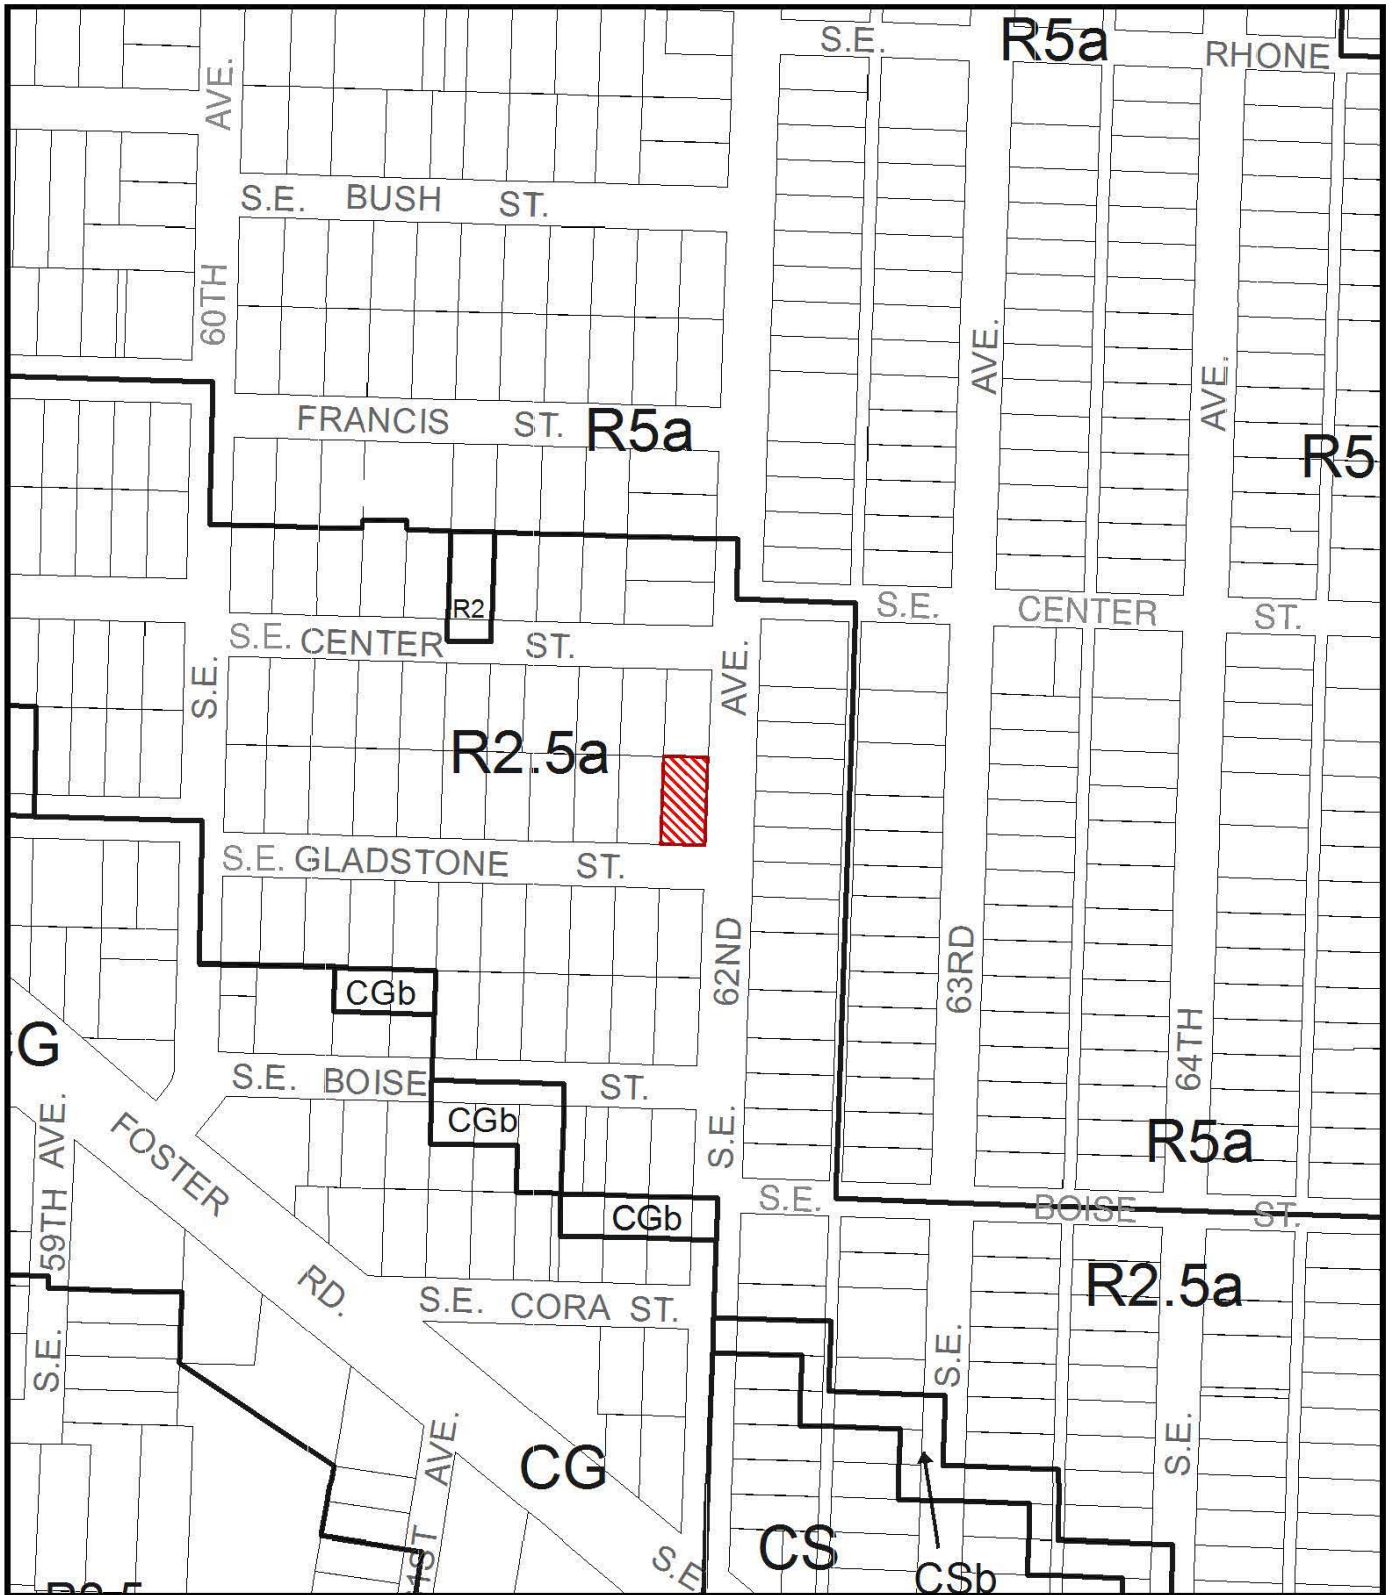 S.E. RHONE
R5a
AVE.
S.E. BUSH ST.
60TH
AVE.
AVE.
FRANCIS ST.
R5a
R5
R2
S.E. CENTER ST.
S.E. CENTER ST.
S.E.
AVE.
R2.5a
S.E. GLADSTONE ST.
62ND
63RD
CGb
64TH
S.E. BOISE ST.
CGb
AVE.
FOSTER
S.E.
R5a
S.E. BOISE ST.
CGb
59TH
RD.
S.E. CORA ST.
R2.5a
S.E.
S.E.
AVE.
S.E.
CG
CS
CSb
S.E